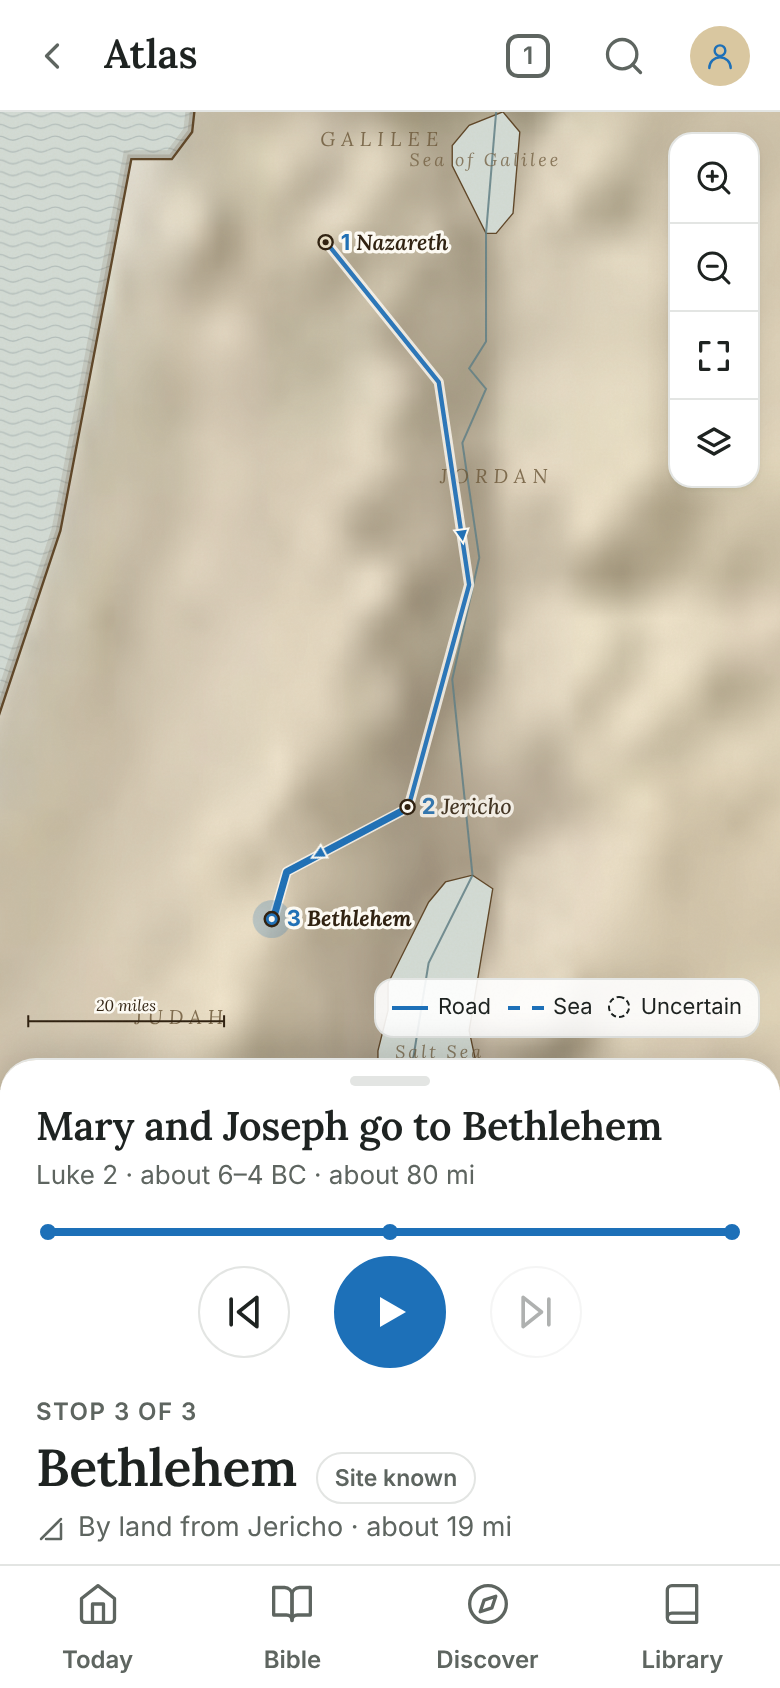 Atlas
1
GALILEE
Sea of Galilee
1 Nazareth
JORDAN
2 Jericho
3 Bethlehem
20 miles
JUDAH
Road Sea Uncertain
Salt Sea
Mary and Joseph go to Bethlehem
Luke 2 · about 6–4 BC · about 80 mi
STOP 3 OF 3
Bethlehem Site known
By land from Jericho · about 19 mi
Today Bible Discover Library